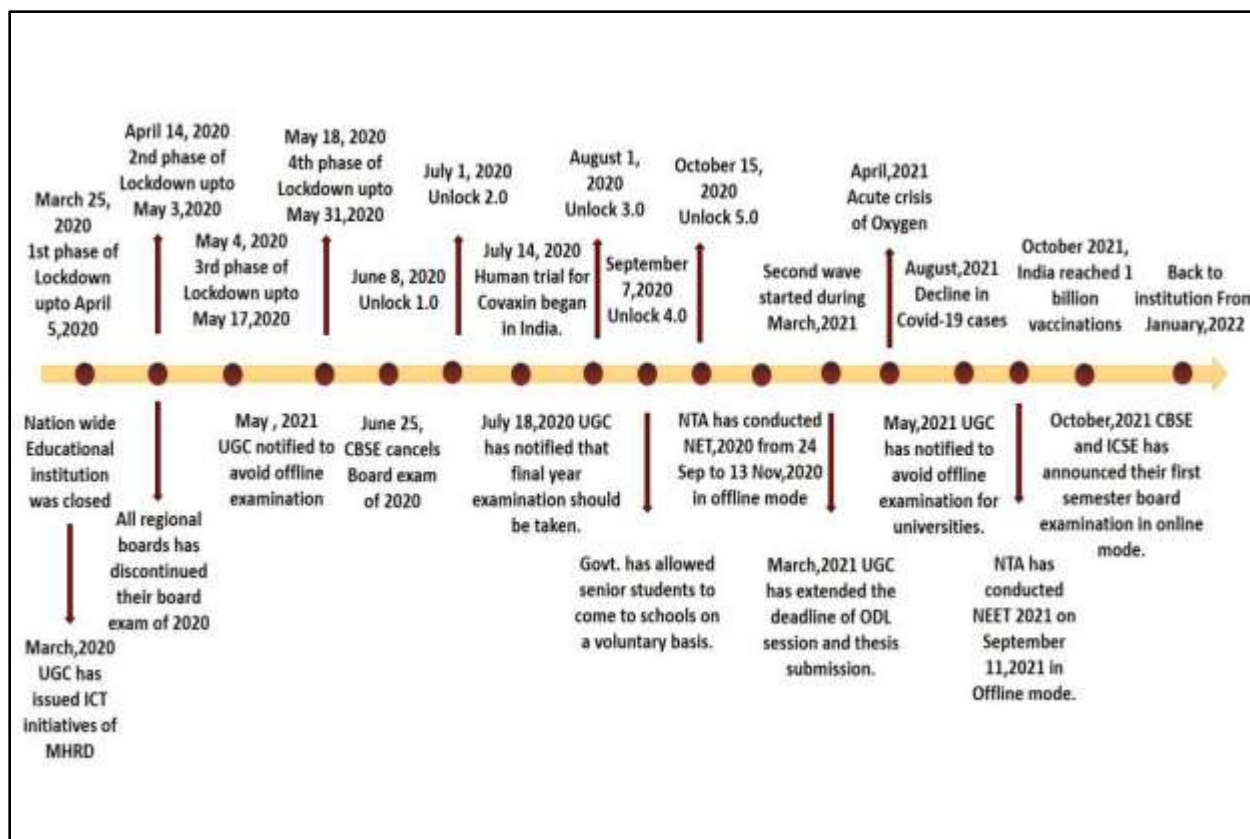 March 25,
2020
1st phase of
Lockdown
upto April
5,2020
April 14, 2020
2nd phase of
Lockdown upto
May 3,2020
May 4, 2020
3rd phase of
Lockdown upto
May 17,2020
May 18, 2020
4th phase of
Lockdown upto
May 31,2020
June 8, 2020
Unlock 1.0
July 1, 2020
Unlock 2.0
July 14, 2020
Human trial for
Covaxin began
in India.
August 1,
2020
Unlock 3.0
September
7,2020
Unlock 4.0
October 15,
2020
Unlock 5.0
Second wave
started during
March,2021
April,2021
Acute crisis
of Oxygen
August,2021
Decline in
Covid-19 cases
October 2021,
India reached 1
billion
vaccinations
Back to
institution From
January,2022
Nation wide
Educational
institution
was closed
March,2020
UGC has
issued ICT
initiatives of
MHRD
All regional
boards has
discontinued
their board
exam of 2020
May , 2021
UGC notified to
avoid offline
examination
June 25,
CBSE cancels
Board exam
of 2020
July 18,2020 UGC
has notified that
final year
examination should
be taken.
Govt. has allowed
senior students to
come to schools on
a voluntary basis.
NTA has conducted
NET,2020 from 24
Sep to 13 Nov,2020
in offline mode
March,2021 UGC
has extended the
deadline of ODL
session and thesis
submission.
May,2021 UGC
has notified to
avoid offline
examination for
universities.
NTA has
conducted
NEET 2021 on
September
11,2021 in
Offline mode.
October,2021 CBSE
and ICSE has
announced their first
semester board
examination in online
mode.